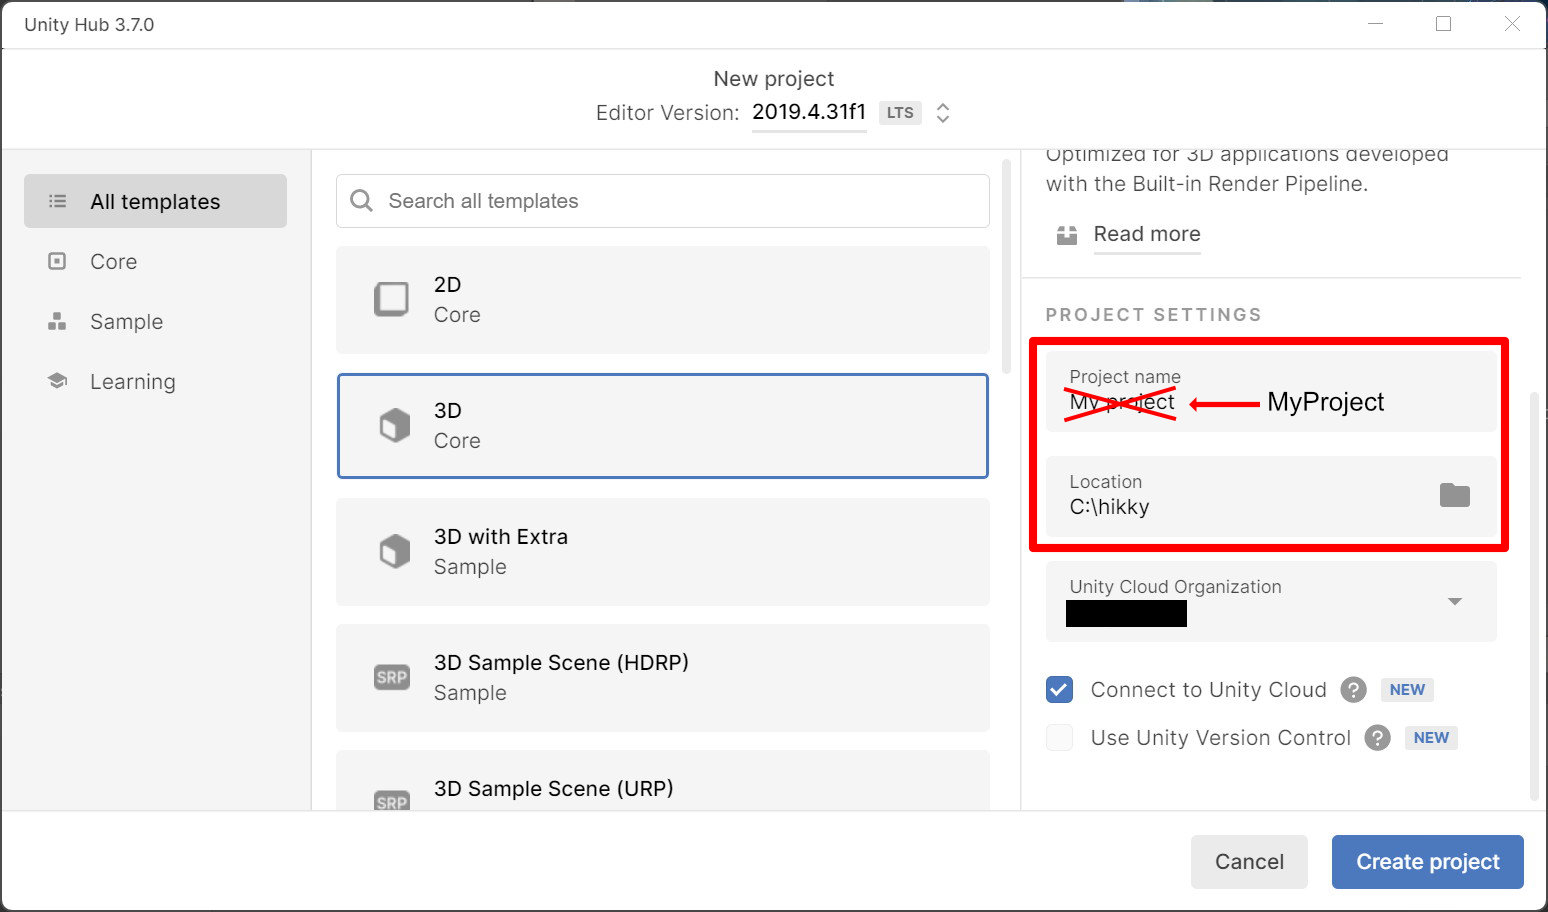 Unity Hub 3.7.0
New project
Editor Version: 2019.4.31f1 LTS
All templates
Core
Sample
Learning
Search all templates
2D
Core
3D
Core
3D with Extra
Sample
3D Sample Scene (HDRP)
SRP
Sample
3D Sample Scene (URP)
SRP
Optimized for 3D applications developed
with the Built-in Render Pipeline.
Read more
PROJECT SETTINGS
Project name
My project MyProject
Location
C:\hikky
Unity Cloud Organization
Connect to Unity Cloud ? NEW
Use Unity Version Control ? NEW
Cancel
Create project